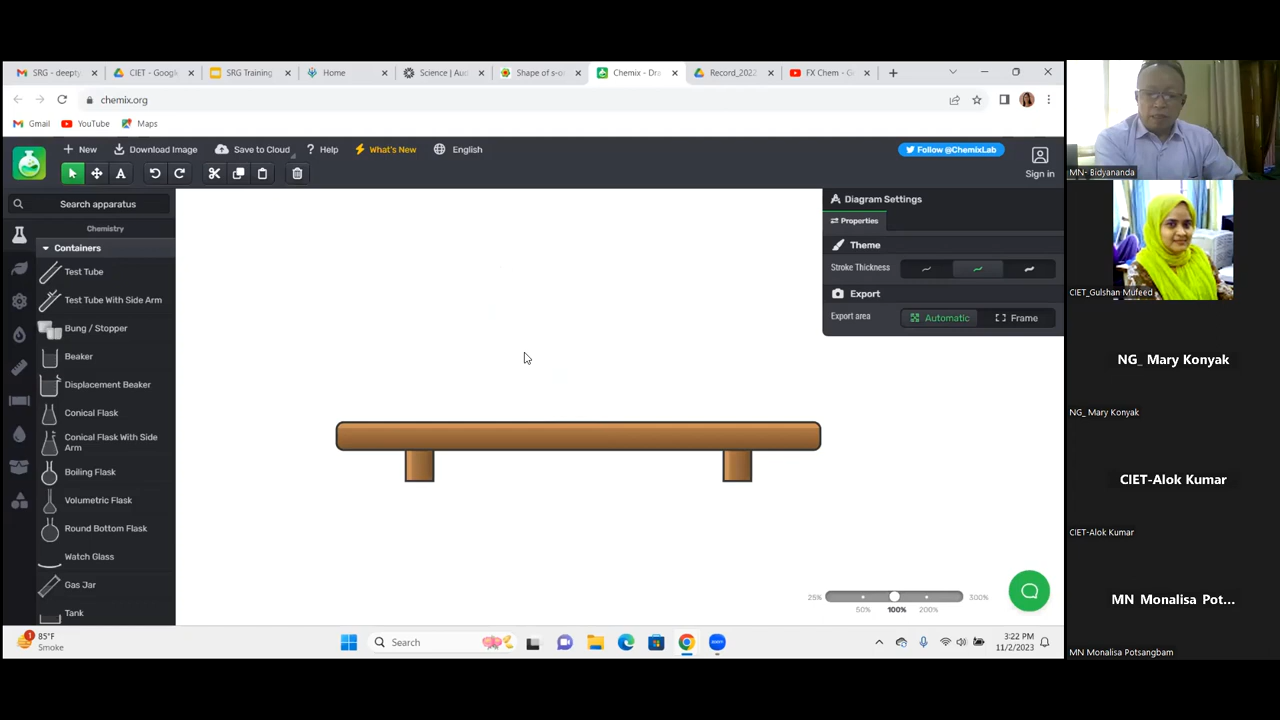 SRG - deepty
CIET - Google
SRG Training
Home
Science | Aud
Shape of s-o
Chemix - Dra
Record_2022
FX Chem - G
chemix.org
Gmail
YouTube
Maps
New
Download Image
Save to Cloud
Help
What's New
English
Follow @ChemixLab
Sign in
A
Search apparatus
Chemistry
Containers
Test Tube
Test Tube With Side Arm
Bung / Stopper
Beaker
Displacement Beaker
Conical Flask
Conical Flask With Side
Arm
Boiling Flask
Volumetric Flask
Round Bottom Flask
Watch Glass
Gas Jar
Tank
Diagram Settings
Properties
Theme
Stroke Thickness
Export
Export area
Automatic
Frame
25%
300%
50%
100%
200%
1
85°F
Smoke
Search
3:22 PM
11/2/2023
MN- Bidyananda
CIET_Gulshan Mufeed
NG_ Mary Konyak
NG_ Mary Konyak
CIET-Alok Kumar
CIET-Alok Kumar
MN Monalisa Pot...
MN Monalisa Potsangbam